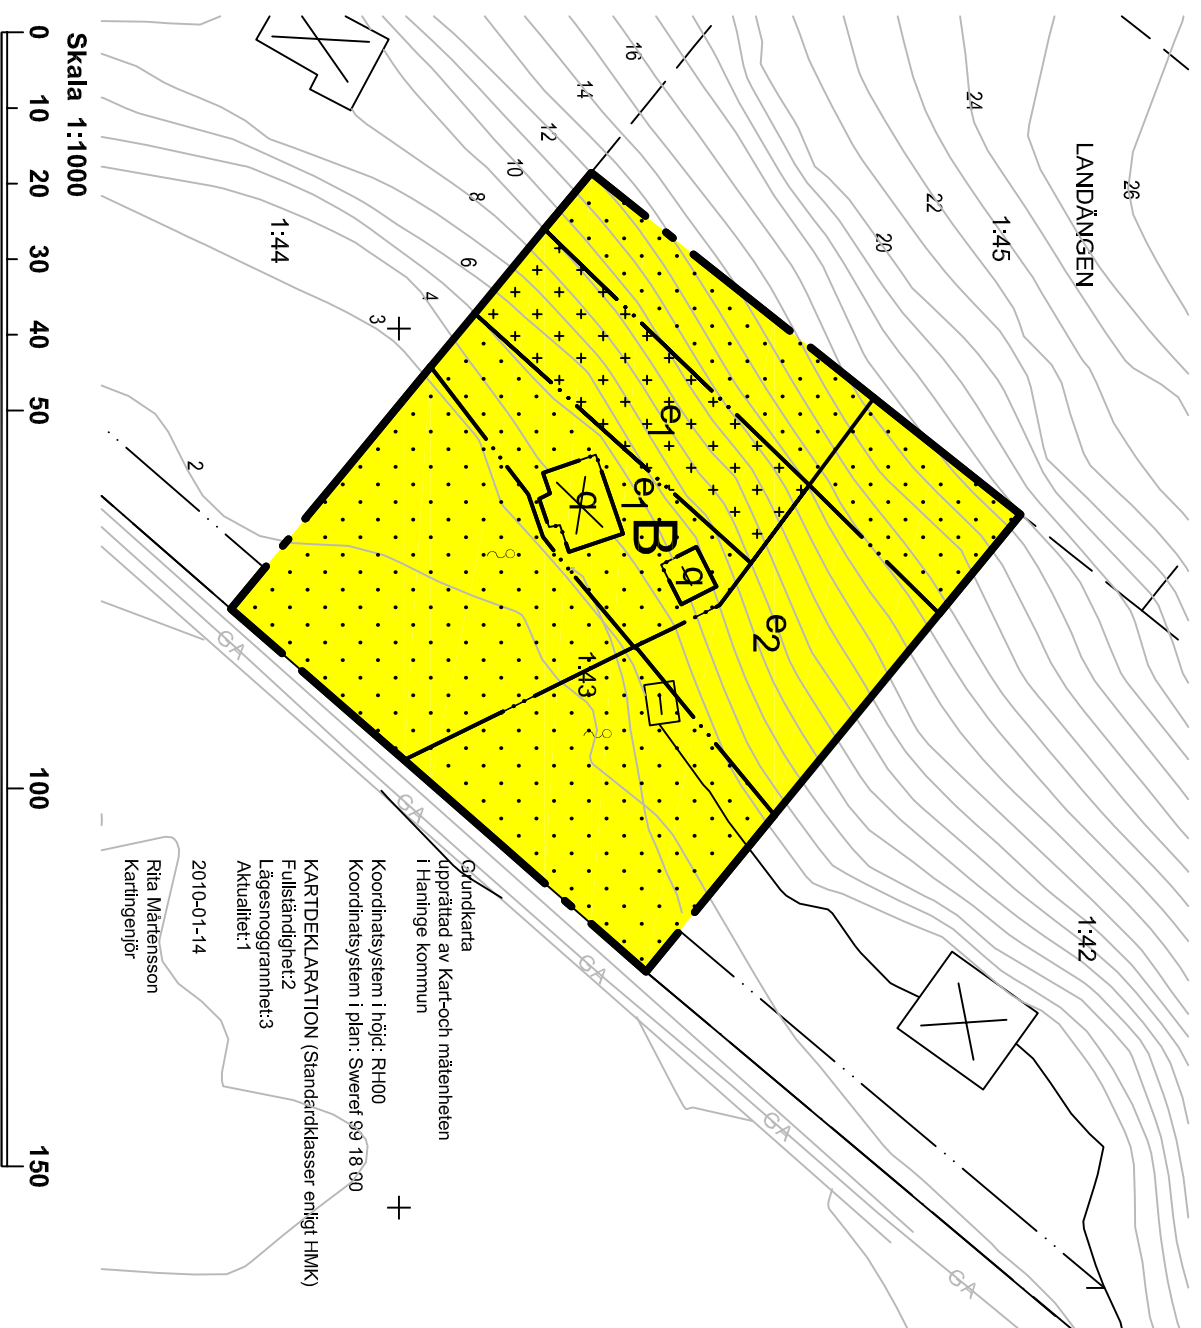 Skala 1:1000
0 10 20 30 40 50 100 150
LANDÄNGEN
1:45
1:44
1:42
1:43
26
24
22
20
16
14
12
10
8
6
4
3
2
e1
e1
B
q
q
e2
GA
GA
GA
GA
GA
Grundkarta
upprättad av Kart-och mätenheten
i Haninge kommun
Koordinatsystem i höjd: RH00
Koordinatsystem i plan: Sweref 99 18 00
KARTDEKLARATION (Standardklasser enligt HMK)
Fullständighet:2
Lägesnoggrannhet:3
Aktualitet:1
2010-01-14
Rita Mårtensson
Kartingenjör